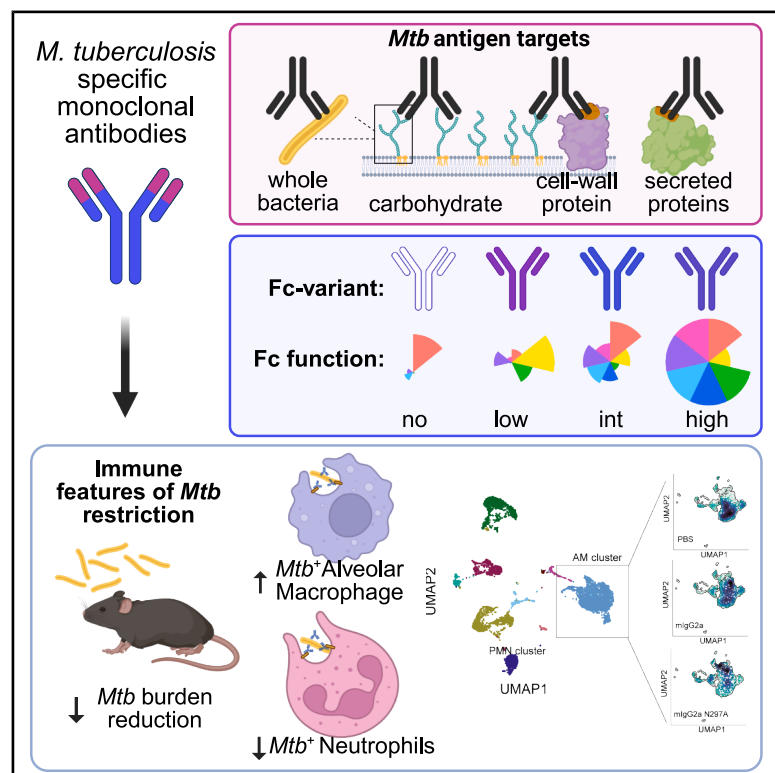 M. tuberculosis
specific
monoclonal
antibodies
Mtb antigen targets
whole
bacteria
carbohydrate
cell-wall
protein
secreted
proteins
Fc-variant:
Fc function:
no
low
int
high
Immune
features of Mtb
restriction
↓ Mtb burden
reduction
↑ Mtb+ Alveolar
Macrophage
↓ Mtb+ Neutrophils
UMAP2
UMAP1
AM cluster
PMN cluster
UMAP2
PBS
UMAP1
UMAP2
mIgG2a
UMAP1
UMAP2
mIgG2a N297A
UMAP1